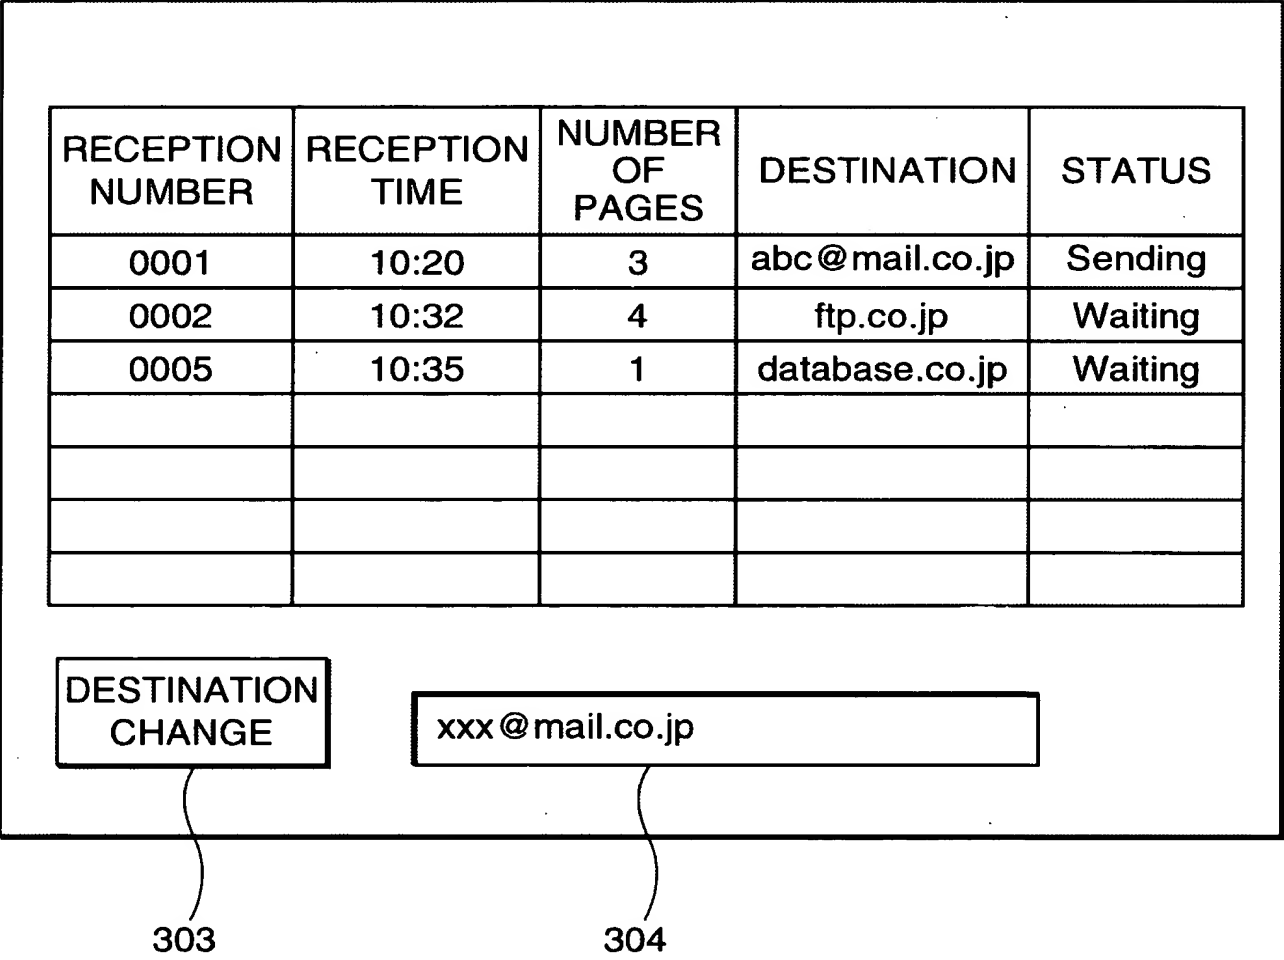 RECEPTION NUMBER RECEPTION TIME NUMBER OF PAGES DESTINATION STATUS
0001 10:20 3 abc@mail.co.jp Sending
0002 10:32 4 ftp.co.jp Waiting
0005 10:35 1 database.co.jp Waiting
DESTINATION
CHANGE
xxx@mail.co.jp
303 304